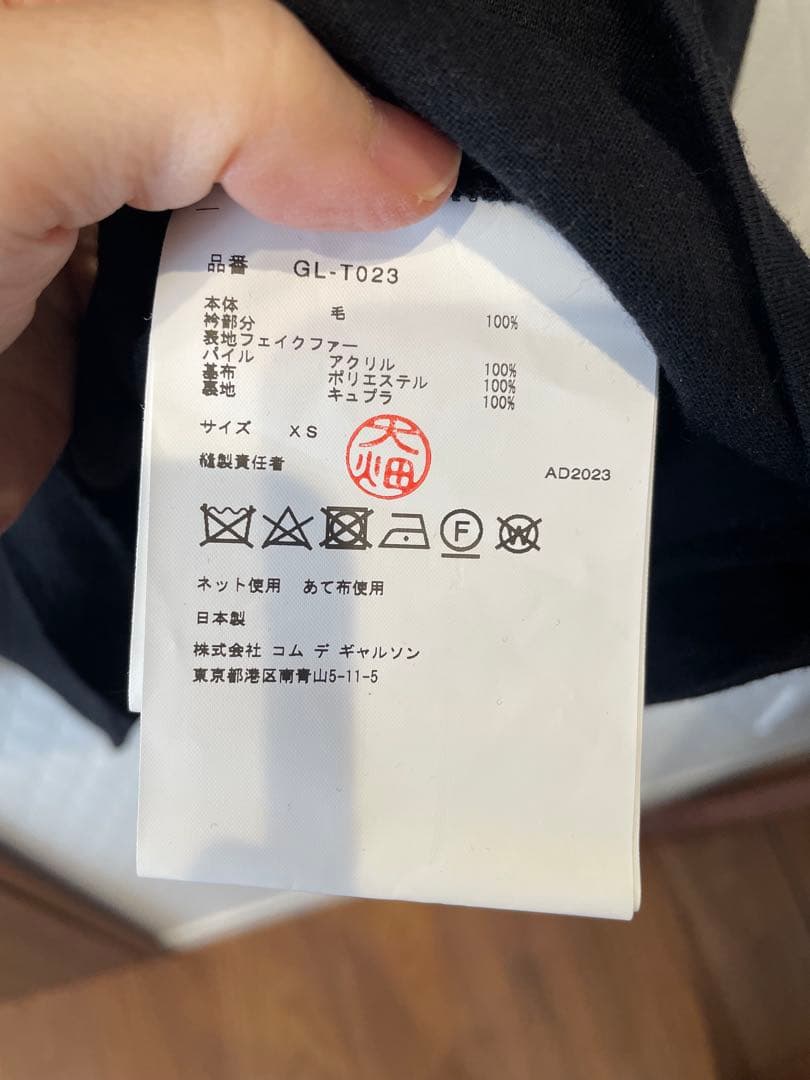 品番 GL-T023
本体 毛 100%
衿部分
表地フェイクファー
パイル アクリル 100%
基布 ポリエステル 100%
裏地 キュプラ 100%
サイズ XS
縫製責任者 大畑 AD2023
F W
ネット使用 あて布使用
日本製
株式会社 コム デ ギャルソン
東京都港区南青山5-11-5